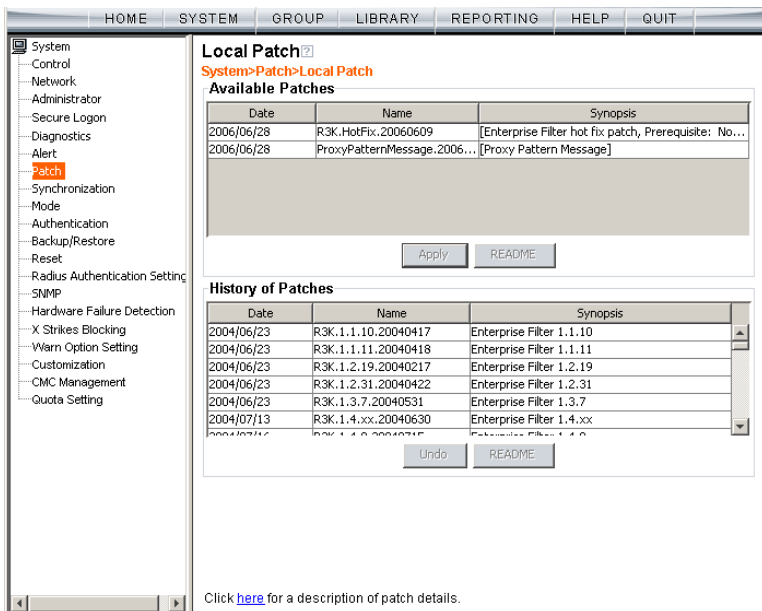 HOME SYSTEM GROUP LIBRARY REPORTING HELP QUIT
System
Control
Network
Administrator
Secure Logon
Diagnostics
Alert
Patch
Synchronization
Mode
Authentication
Backup/Restore
Reset
Radius Authentication Setting
SNMP
Hardware Failure Detection
X Strikes Blocking
Warn Option Setting
Customization
CMC Management
Quota Setting
Local Patch ?
System>Patch>Local Patch
Available Patches
Date Name Synopsis
2006/06/28 R3K.HotFix.20060609 [Enterprise Filter hot fix patch, Prerequisite: No...
2006/06/28 ProxyPatternMessage.2006... [Proxy Pattern Message]
Apply README
History of Patches
Date Name Synopsis
2004/06/23 R3K.1.1.10.20040417 Enterprise Filter 1.1.10
2004/06/23 R3K.1.1.11.20040418 Enterprise Filter 1.1.11
2004/06/23 R3K.1.2.19.20040217 Enterprise Filter 1.2.19
2004/06/23 R3K.1.2.31.20040422 Enterprise Filter 1.2.31
2004/06/23 R3K.1.3.7.20040531 Enterprise Filter 1.3.7
2004/07/13 R3K.1.4.xx.20040630 Enterprise Filter 1.4.xx
Undo README
Click here for a description of patch details.